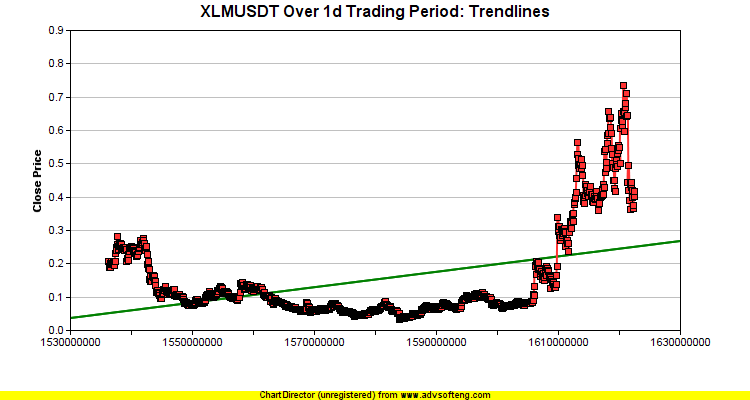 XLMUSDT Over 1d Trading Period: Trendlines
Close Price
0.9
0.8
0.7
0.6
0.5
0.4
0.3
0.2
0.1
0.0
1530000000 1550000000 1570000000 1590000000 1610000000 1630000000
ChartDirector (unregistered) from www.advsofteng.com